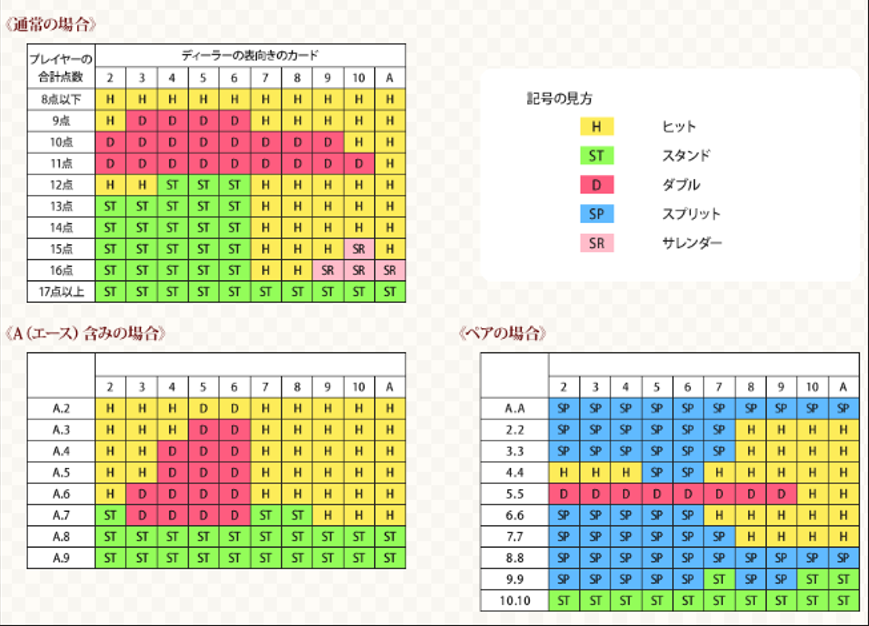 《通常の場合》
プレイヤーの
合計点数
ディーラーの表向きのカード
2 3 4 5 6 7 8 9 10 A
8点以下 H H H H H H H H H H
9点 H D D D D H H H H H
10点 D D D D D D D D H H
11点 D D D D D D D D D H
12点 H H ST ST ST H H H H H
13点 ST ST ST ST ST H H H H H
14点 ST ST ST ST ST H H H H H
15点 ST ST ST ST ST H H H SR H
16点 ST ST ST ST ST H H SR SR SR
17点以上 ST ST ST ST ST ST ST ST ST ST
記号の見方
H ヒット
ST スタンド
D ダブル
SP スプリット
SR サレンダー
《A(エース)含みの場合》
2 3 4 5 6 7 8 9 10 A
A.2 H H H D D H H H H H
A.3 H H H D D H H H H H
A.4 H H D D D H H H H H
A.5 H H D D D H H H H H
A.6 H D D D D H H H H H
A.7 ST D D D D ST ST H H H
A.8 ST ST ST ST ST ST ST ST ST ST
A.9 ST ST ST ST ST ST ST ST ST ST
《ペアの場合》
2 3 4 5 6 7 8 9 10 A
A.A SP SP SP SP SP SP SP SP SP SP
2.2 SP SP SP SP SP SP H H H H
3.3 SP SP SP SP SP SP H H H H
4.4 H H H SP SP H H H H H
5.5 D D D D D D D D H H
6.6 SP SP SP SP SP H H H H H
7.7 SP SP SP SP SP SP H H H H
8.8 SP SP SP SP SP SP SP SP SP SP
9.9 SP SP SP SP SP ST SP SP ST ST
10.10 ST ST ST ST ST ST ST ST ST ST